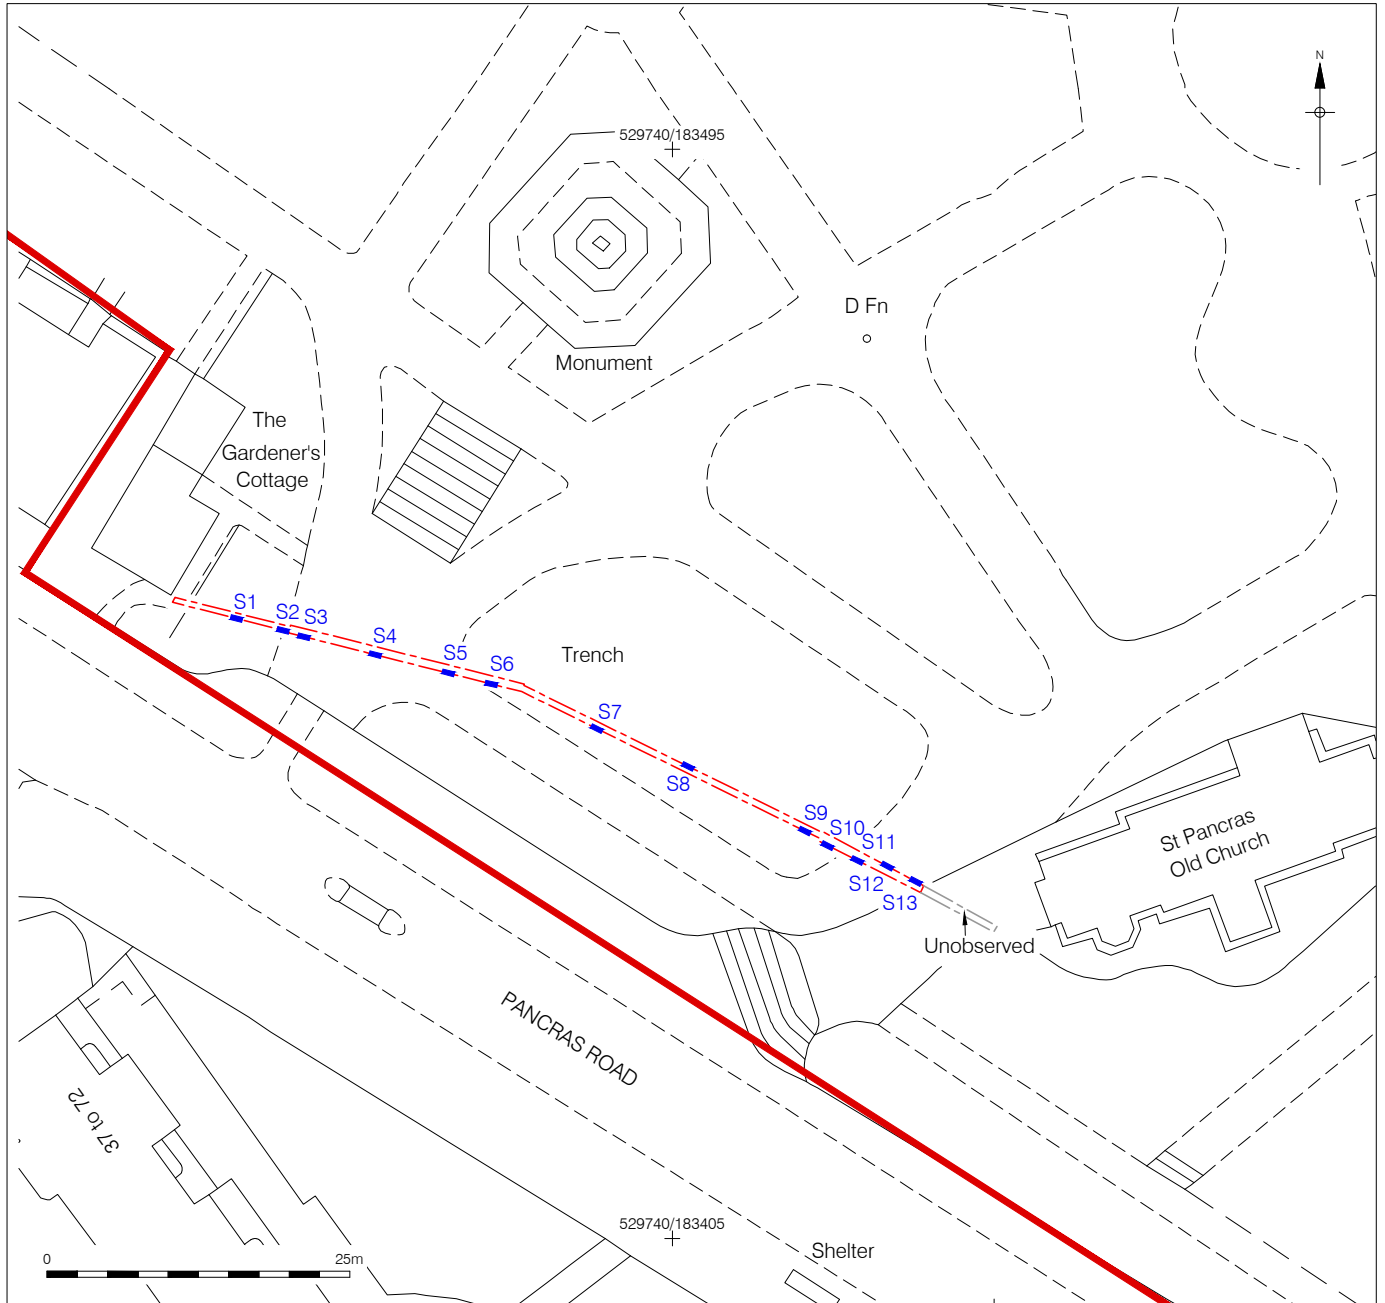 N
529740/183495
D Fn
Monument
The
Gardener's
Cottage
S1
S2
S3
S4
S5
S6
Trench
S7
S8
S9
S10
S11
S12
S13
St Pancras
Old Church
Unobserved
PANCRAS ROAD
37 to 72
529740/183405
Shelter
0
25m